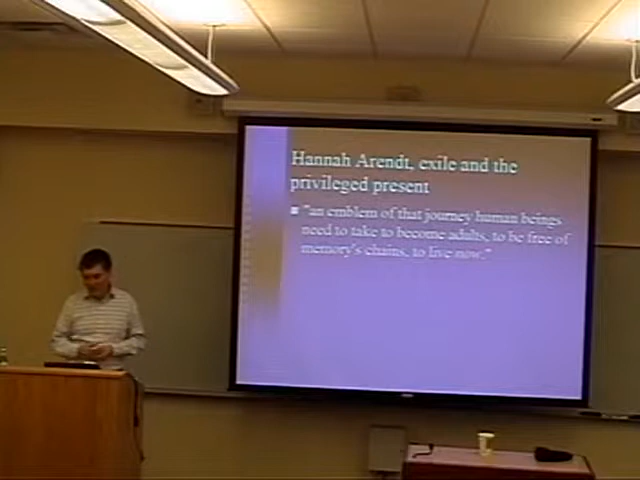 Hannah Arendt, exile and the
privileged present
"an emblem of that journey human beings
need to take to become adults, to be free of
memory's chains, to live now."